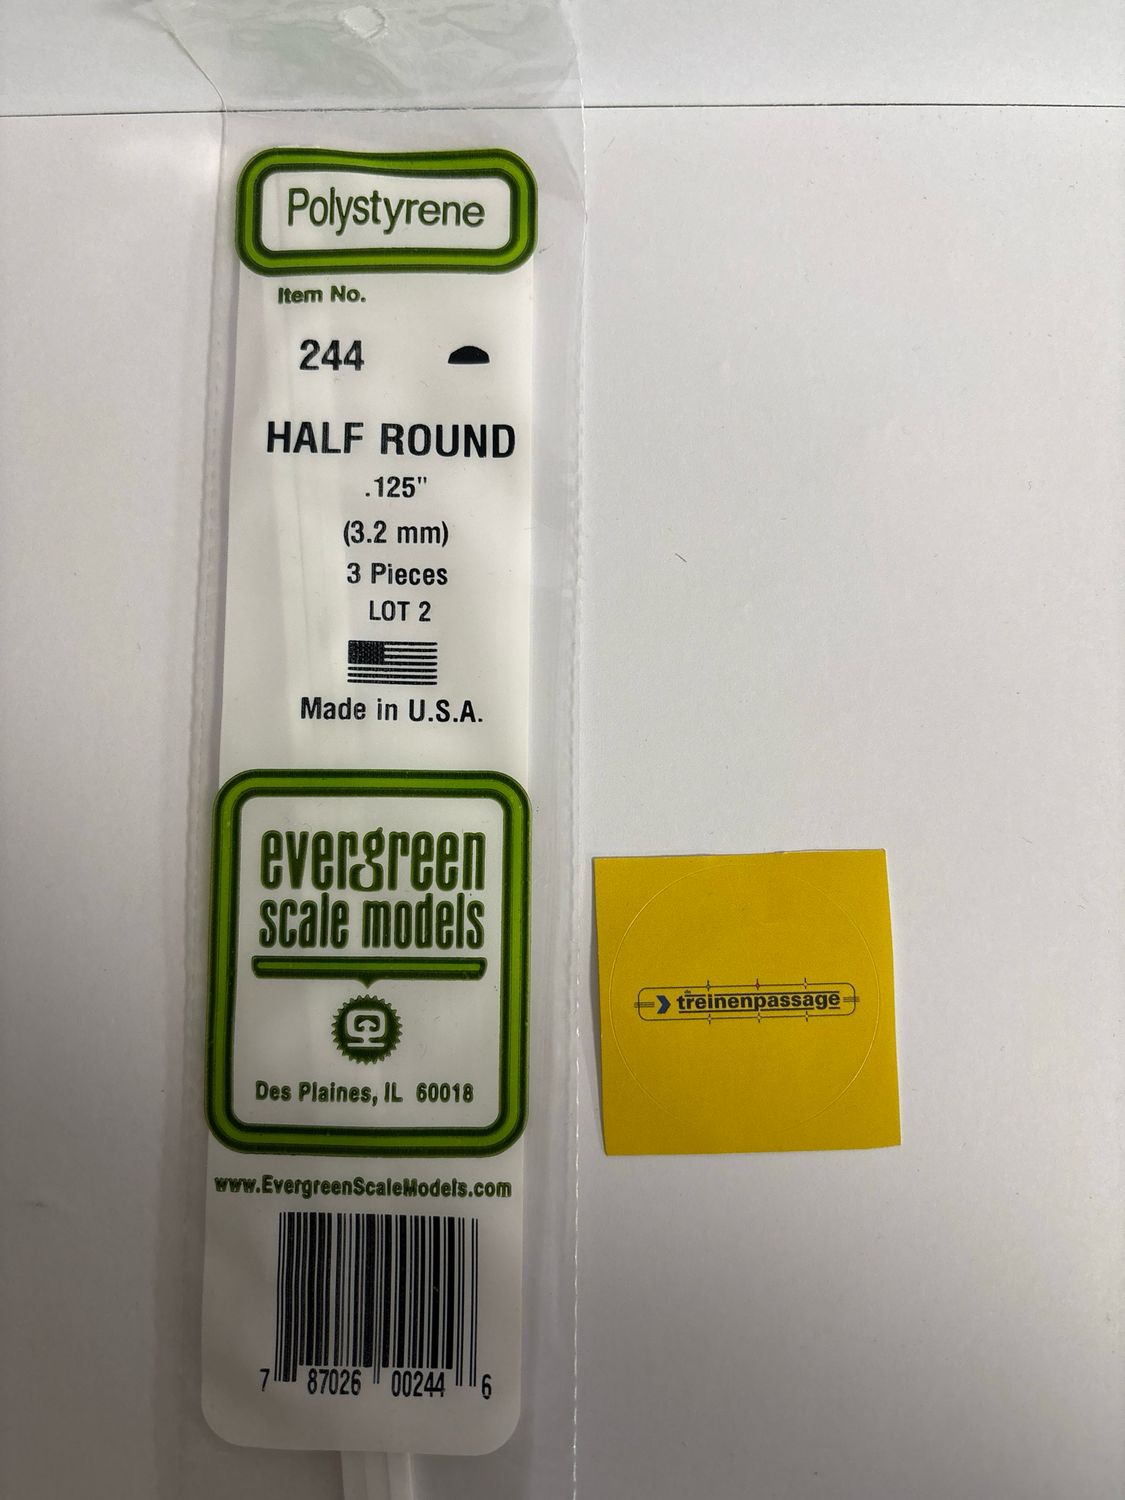 Polystyrene
Item No.
244
HALF ROUND
.125"
(3.2 mm)
3 Pieces
LOT 2
Made in U.S.A.
evergreen
scale models
Des Plaines, IL 60018
www.EvergreenScaleModels.com
7 87026 00244 6
de
treinenpassage